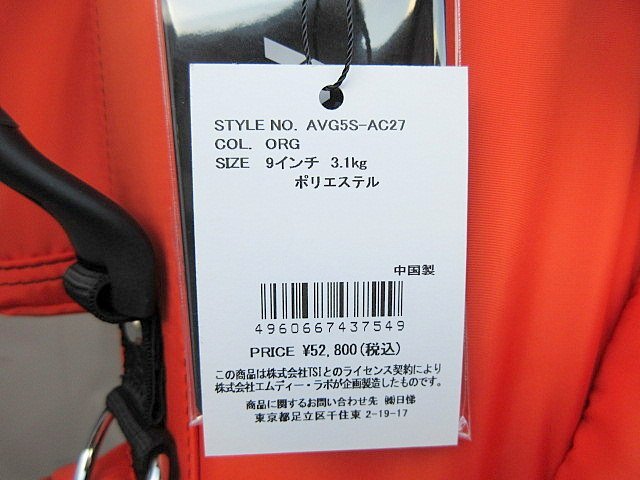 STYLE NO. AVG5S-AC27
COL. ORG
SIZE 9インチ 3.1kg
ポリエステル
中国製
4960667437549
PRICE ¥52,800(税込)
この商品は株式会社TSIとのライセンス契約により
株式会社エムディー・ラボが企画製造したものです。
商品に関するお問い合わせ先 ㈱日悌
東京都足立区千住東 2-19-17